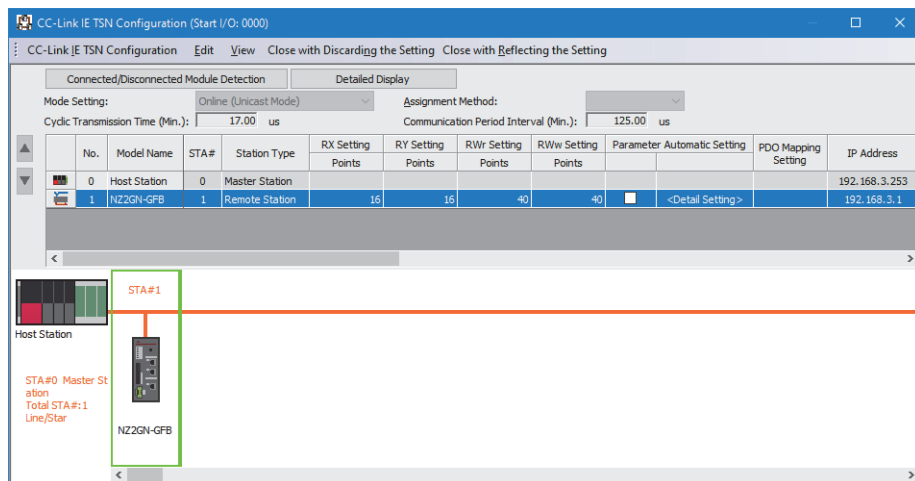 CC-Link IE TSN Configuration (Start I/O: 0000)
CC-Link IE TSN Configuration Edit View Close with Discarding the Setting Close with Reflecting the Setting
Connected/Disconnected Module Detection Detailed Display
Mode Setting: Online (Unicast Mode) Assignment Method:
Cyclic Transmission Time (Min.): 17.00 us Communication Period Interval (Min.): 125.00 us
No. Model Name STA# Station Type RX Setting RY Setting RWr Setting RWw Setting Parameter Automatic Setting PDO Mapping Setting IP Address
Points Points Points Points
0 Host Station 0 Master Station 192.168.3.253
1 NZ2GN-GFB 1 Remote Station 16 16 40 40 <Detail Setting> 192.168.3.1
STA#1
Host Station
STA#0 Master St
ation
Total STA#:1
Line/Star
NZ2GN-GFB